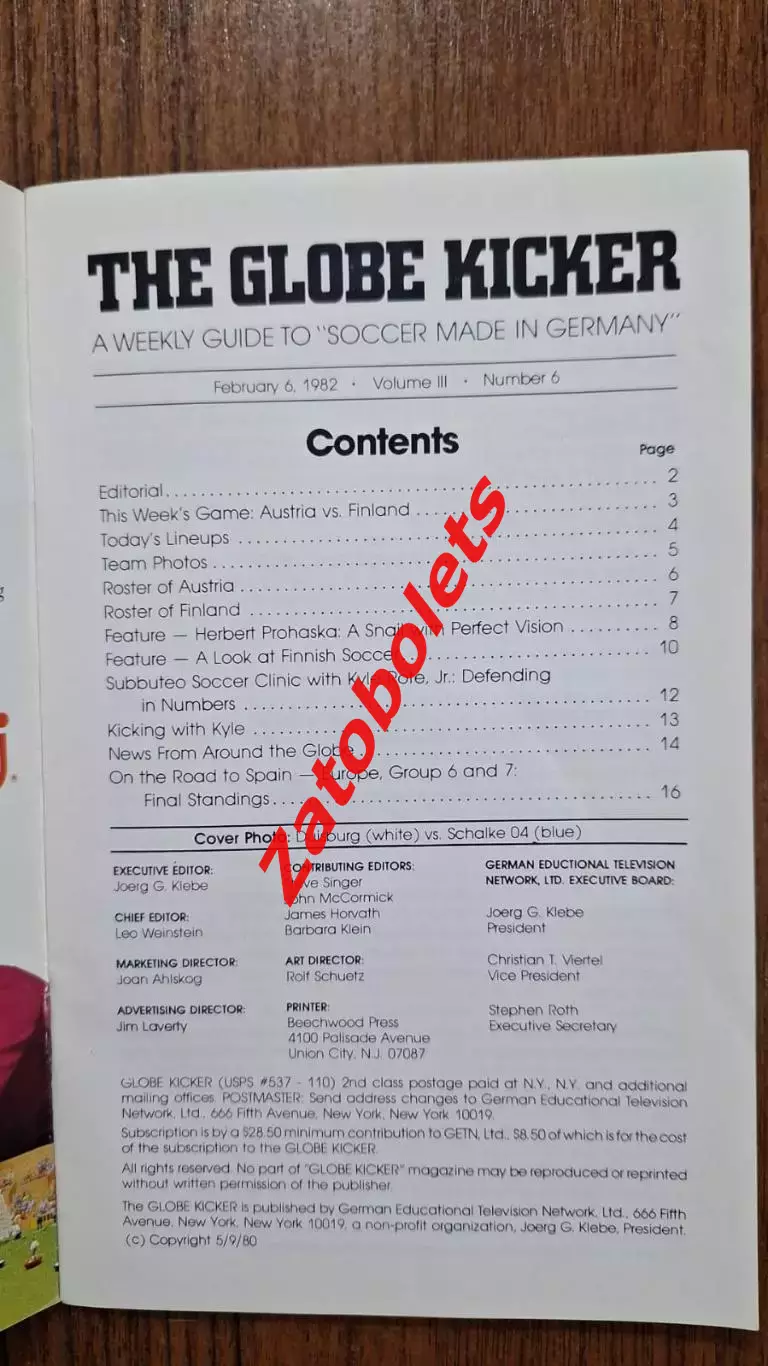 THE GLOBE KICKER
A WEEKLY GUIDE TO "SOCCER MADE IN GERMANY"
February 6, 1982 · Volume III · Number 6
Contents
Page
Editorial 2
This Week's Game: Austria vs. Finland 3
Today's Lineups 4
Team Photos 5
Roster of Austria 6
Roster of Finland 7
Feature — Herbert Prohaska: A Snail with Perfect Vision 8
Feature — A Look at Finnish Soccer 10
Subbuteo Soccer Clinic with Kyle Rote, Jr.: Defending
in Numbers 12
Kicking with Kyle 13
News From Around the Globe 14
On the Road to Spain — Europe, Group 6 and 7:
Final Standings 16
Cover Photo: Duisburg (white) vs. Schalke 04 (blue)
EXECUTIVE EDITOR:
Joerg G. Klebe
CHIEF EDITOR:
Leo Weinstein
MARKETING DIRECTOR:
Joan Ahlskog
ADVERTISING DIRECTOR:
Jim Laverty
CONTRIBUTING EDITORS:
Singer
John McCormick
James Horvath
Barbara Klein
ART DIRECTOR:
Rolf Schuetz
PRINTER:
Beechwood Press
4100 Palisade Avenue
Union City, N.J. 07087
GERMAN EDUCTIONAL TELEVISION
NETWORK, LTD. EXECUTIVE BOARD:
Joerg G. Klebe
President
Christian T. Viertel
Vice President
Stephen Roth
Executive Secretary
GLOBE KICKER (USPS #537 - 110) 2nd class postage paid at N.Y., N.Y. and additional
mailing offices. POSTMASTER: Send address changes to German Educational Television
Network, Ltd., 666 Fifth Avenue, New York, New York 10019.
Subscription is by a $28.50 minimum contribution to GETN, Ltd., $8.50 of which is for the cost
of the subscription to the GLOBE KICKER.
All rights reserved. No part of "GLOBE KICKER" magazine may be reproduced or reprinted
without written permission of the publisher.
The GLOBE KICKER is published by German Educational Television Network, Ltd., 666 Fifth
Avenue, New York, New York 10019, a non-profit organization, Joerg G. Klebe, President.
(c) Copyright 5/9/80
Zatobolets